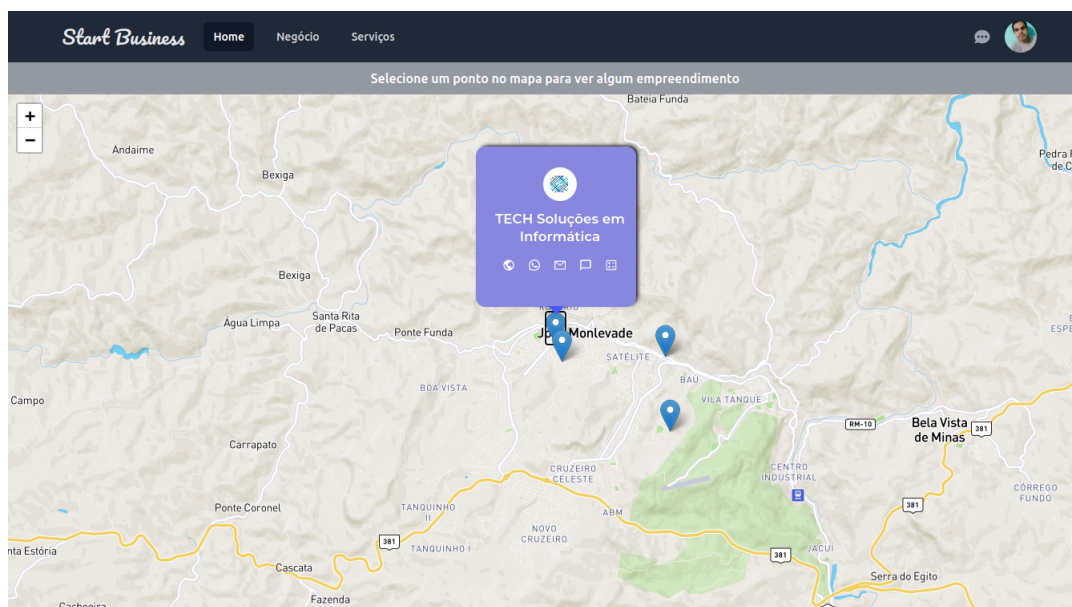 Start Business
Home
Negócio
Serviços
Selecione um ponto no mapa para ver algum empreendimento
+
−
Bateia Funda
Andaime
Pedra
de C
Bexiga
TECH Soluções em
Informática
Bexiga
Santa Rita
de Pacas
Água Limpa
Ponte Funda
Monlevade
SATÉLITE
ESPE
BOA VISTA
BAÚ
VILA TANQUE
Campo
RM-10
Bela Vista
de Minas
381
Carrapato
CRUZEIRO
CELESTE
CENTRO
INDUSTRIAL
CÓRREGO
FUNDO
Ponte Coronel
TANQUINHO
II
ABM
381
NOVO
CRUZEIRO
381
TANQUINHO I
nta Estória
381
JACUÍ
Cascata
Serra do Egito
Fazenda
Cachoeira